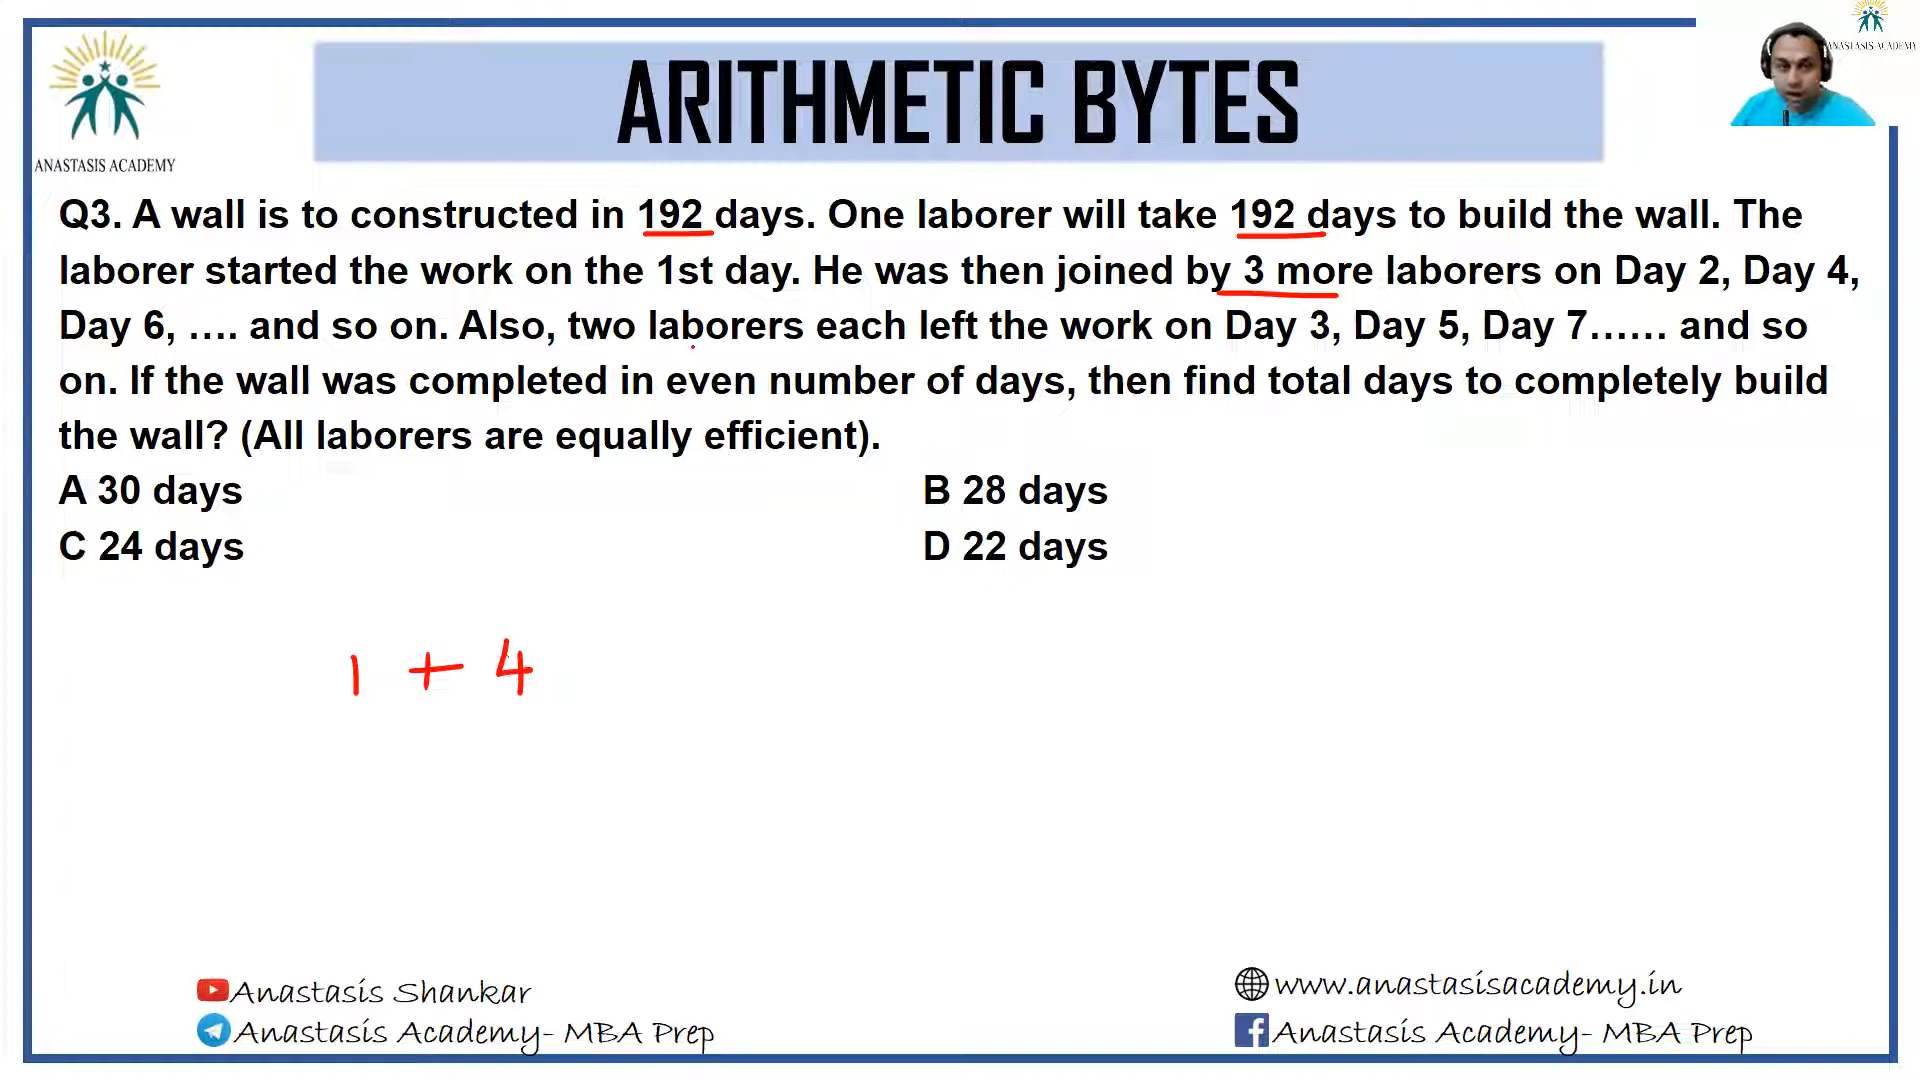 ANASTASIS ACADEMY
ARITHMETIC BYTES
ANASTASIS ACADEMY
Q3. A wall is to constructed in 192 days. One laborer will take 192 days to build the wall. The
laborer started the work on the 1st day. He was then joined by 3 more laborers on Day 2, Day 4,
Day 6, …. and so on. Also, two laborers each left the work on Day 3, Day 5, Day 7…… and so
on. If the wall was completed in even number of days, then find total days to completely build
the wall? (All laborers are equally efficient).
A 30 days B 28 days
C 24 days D 22 days
1 + 4
Anastasis Shankar www.anastasisacademy.in
Anastasis Academy- MBA Prep Anastasis Academy- MBA Prep